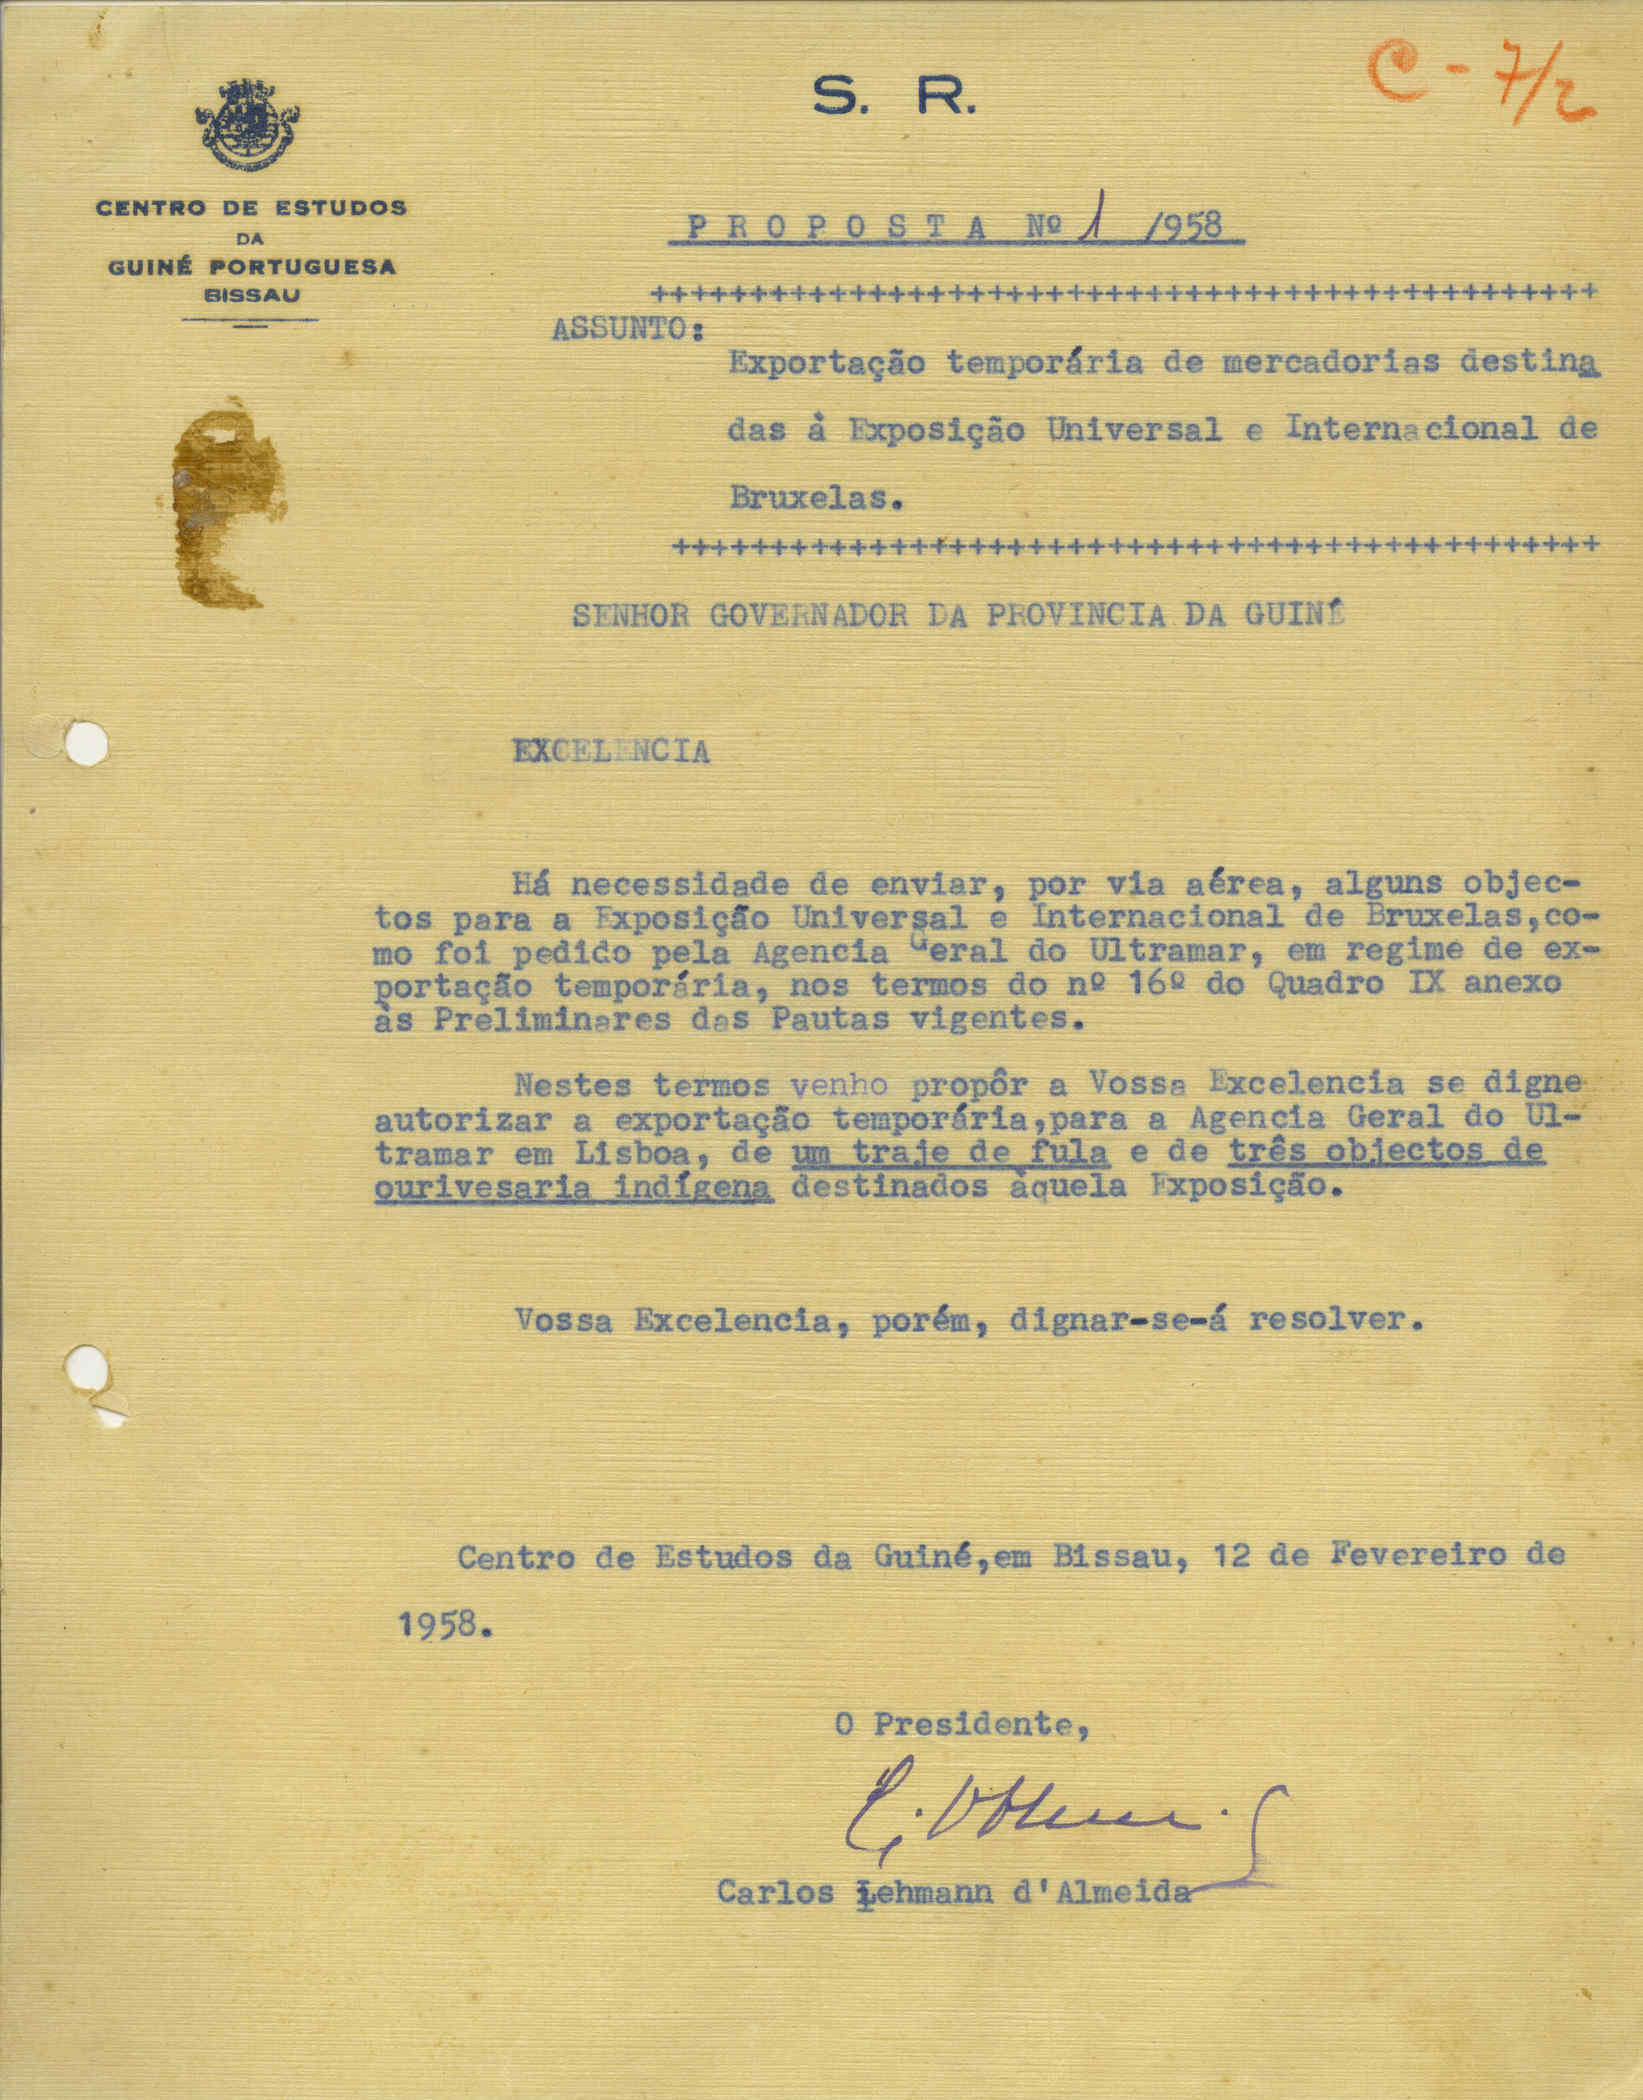 C - 7/2
S. R.
CENTRO DE ESTUDOS
DA
GUINÉ PORTUGUESA
BISSAU
PROPOSTA Nº 1 /1958
++++++++++++++++++++++++++++++++++++++++++++++++
ASSUNTO:
Exportação temporária de mercadorias destina
das à Exposição Universal e Internacional de
Bruxelas.
+++++++++++++++++++++++++++++++++++++++++++++++
SENHOR GOVERNADOR DA PROVINCIA DA GUINÉ
EXCELENCIA
Há necessidade de enviar, por via aérea, alguns objec-
tos para a Exposição Universal e Internacional de Bruxelas,co-
mo foi pedido pela Agencia Geral do Ultramar, em regime de ex-
portação temporária, nos termos do nº 16º do Quadro IX anexo
às Preliminares das Pautas vigentes.
Nestes termos venho propôr a Vossa Excelencia se digne
autorizar a exportação temporária,para a Agencia Geral do Ul-
tramar em Lisboa, de um traje de fula e de três objectos de
ourivesaria indígena destinados àquela Exposição.
Vossa Excelencia, porém, dignar-se-á resolver.
Centro de Estudos da Guiné,em Bissau, 12 de Fevereiro de
1958.
O Presidente,
Carlos Lehmann d'Almeida